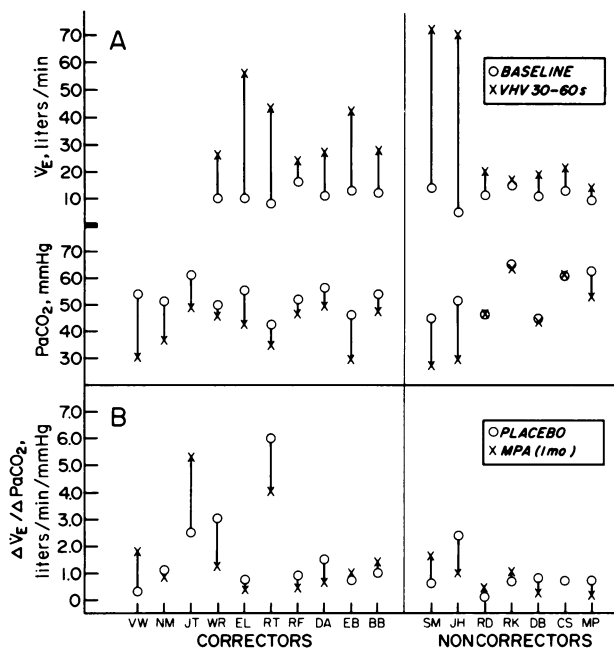 A
V̇E, liters/min
70
60
50
40
30
20
10
○ BASELINE
x VHV 30-60s
PaCO2, mmHg
70
60
50
40
30
B
ΔV̇E/ΔPaCO2,
liters/min/mmHg
7.0
6.0
5.0
4.0
3.0
2.0
1.0
0.0
○ PLACEBO
x MPA (1mo)
VW NM JT WR EL RT RF DA EB BB SM JH RD RK DB CS MP
CORRECTORS NONCORRECTORS